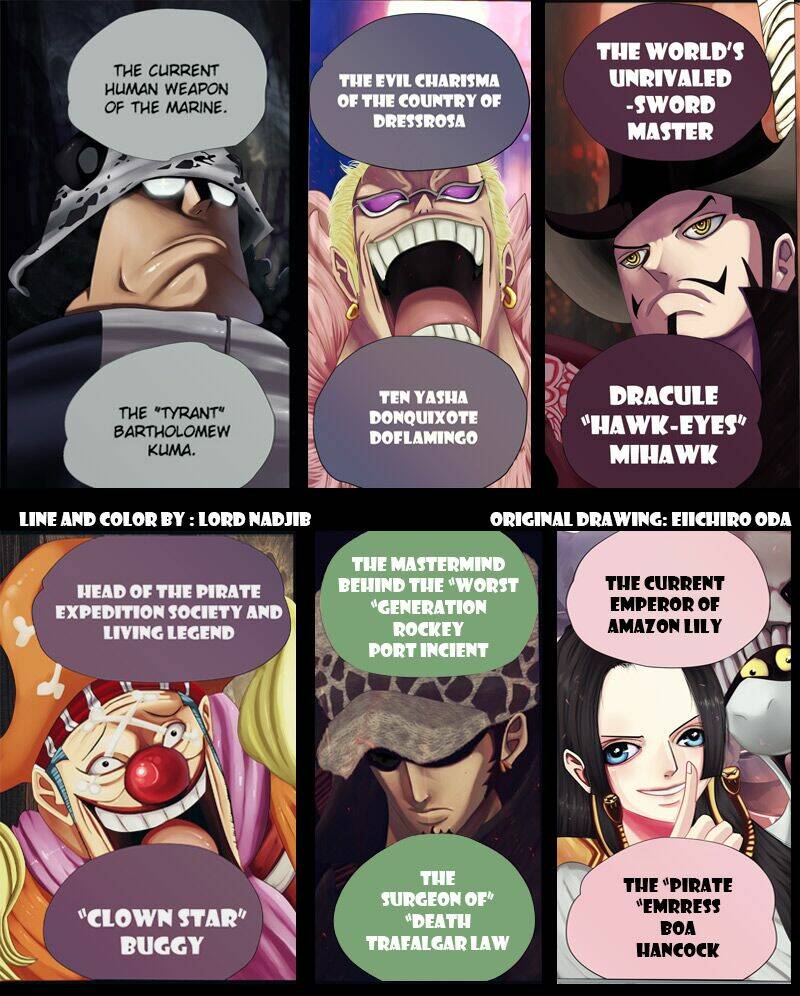 THE CURRENT
HUMAN WEAPON
OF THE MARINE.
THE "TYRANT"
BARTHOLOMEW
KUMA.
THE EVIL CHARISMA
OF THE COUNTRY OF
DRESSROSA
TEN YASHA
DONQUIXOTE
DOFLAMINGO
THE WORLD'S
UNRIVALED
-SWORD
MASTER
DRACULE
"HAWK-EYES"
MIHAWK
LINE AND COLOR BY : LORD NADJIB
ORIGINAL DRAWING: EIICHIRO ODA
HEAD OF THE PIRATE
EXPEDITION SOCIETY AND
LIVING LEGEND
"CLOWN STAR"
BUGGY
THE MASTERMIND
BEHIND THE "WORST
"GENERATION
ROCKEY
PORT INCIENT
THE
SURGEON OF"
"DEATH
TRAFALGAR LAW
THE CURRENT
EMPEROR OF
AMAZON LILY
THE "PIRATE
"EMRRESS
BOA
HANCOCK